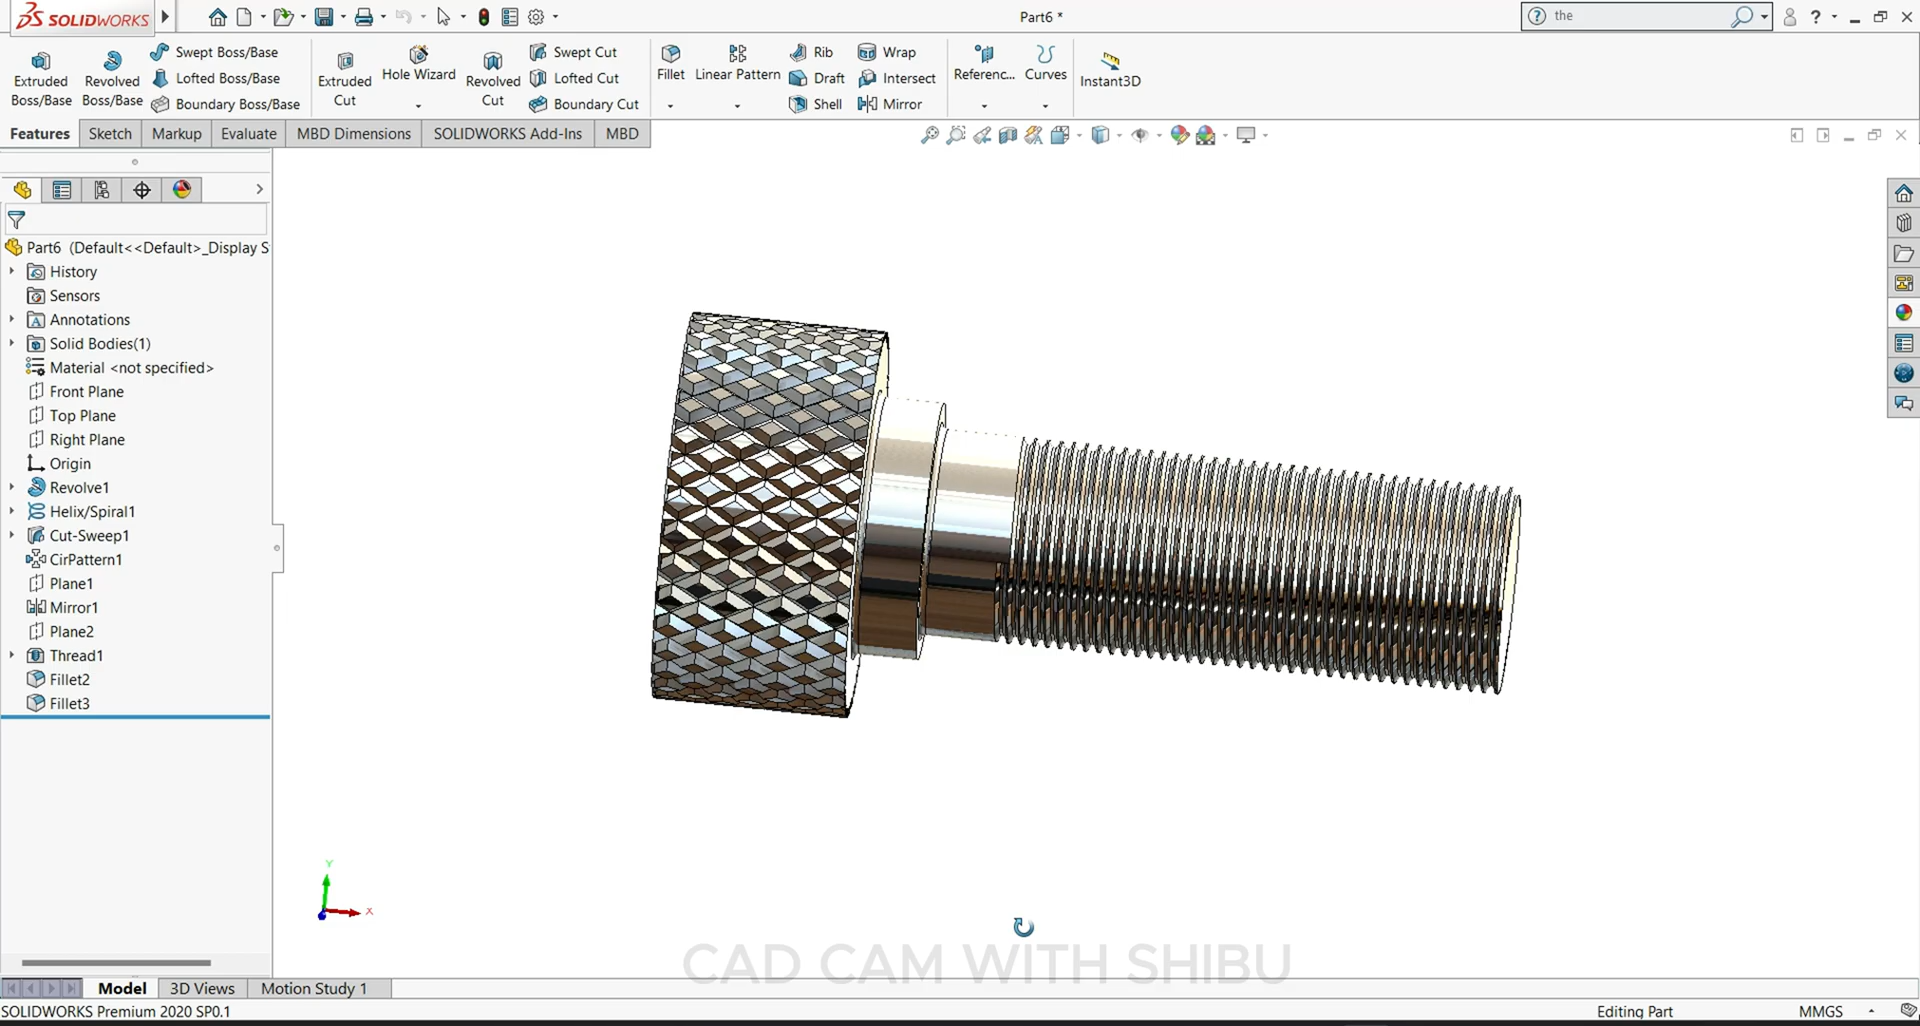 SOLIDWORKS
Part6 *
the
Extruded Boss/Base
Revolved Boss/Base
Swept Boss/Base
Lofted Boss/Base
Boundary Boss/Base
Extruded Cut
Hole Wizard
Revolved Cut
Swept Cut
Lofted Cut
Boundary Cut
Fillet
Linear Pattern
Rib
Draft
Shell
Wrap
Intersect
Mirror
Referenc...
Curves
Instant3D
Features
Sketch
Markup
Evaluate
MBD Dimensions
SOLIDWORKS Add-Ins
MBD
Part6 (Default<<Default>_Display S
History
Sensors
Annotations
Solid Bodies(1)
Material <not specified>
Front Plane
Top Plane
Right Plane
Origin
Revolve1
Helix/Spiral1
Cut-Sweep1
CirPattern1
Plane1
Mirror1
Plane2
Thread1
Fillet2
Fillet3
Y
X
CAD CAM WITH SHIBU
Model
3D Views
Motion Study 1
SOLIDWORKS Premium 2020 SP0.1
Editing Part
MMGS